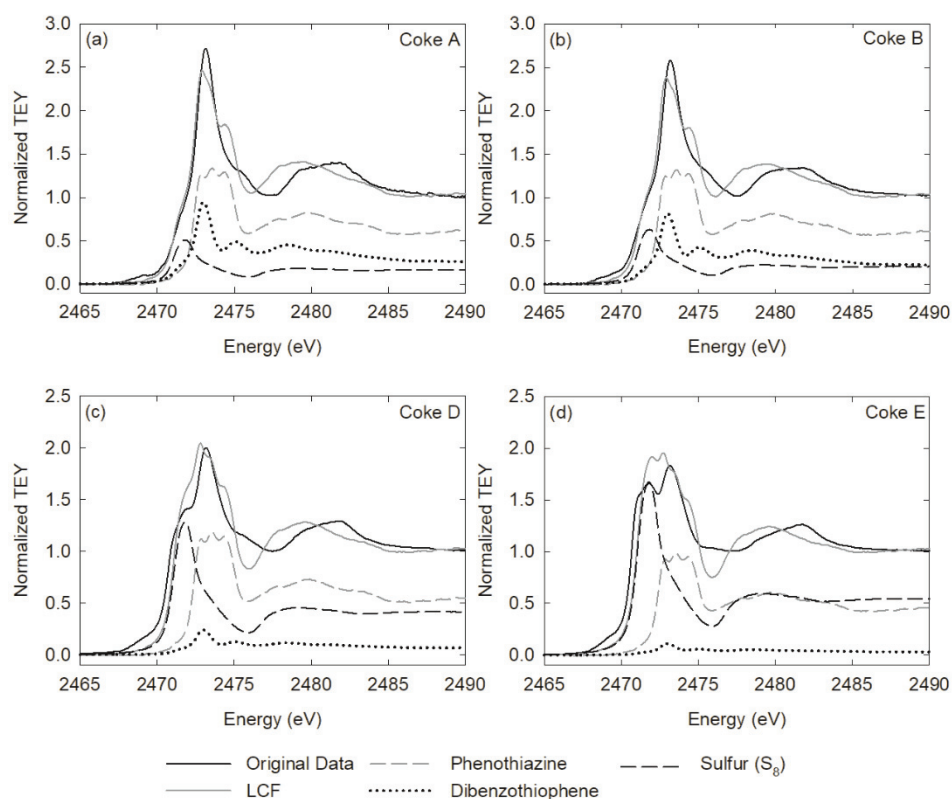 (a) Coke A
Normalized TEY
3.0
2.5
2.0
1.5
1.0
0.5
0.0
2465 2470 2475 2480 2485 2490
Energy (eV)
(b) Coke B
Normalized TEY
3.0
2.5
2.0
1.5
1.0
0.5
0.0
2465 2470 2475 2480 2485 2490
Energy (eV)
(c) Coke D
Normalized TEY
2.5
2.0
1.5
1.0
0.5
0.0
2465 2470 2475 2480 2485 2490
Energy (eV)
(d) Coke E
Normalized TEY
2.5
2.0
1.5
1.0
0.5
0.0
2465 2470 2475 2480 2485 2490
Energy (eV)
Original Data Phenothiazine Sulfur (S₈)
LCF Dibenzothiophene